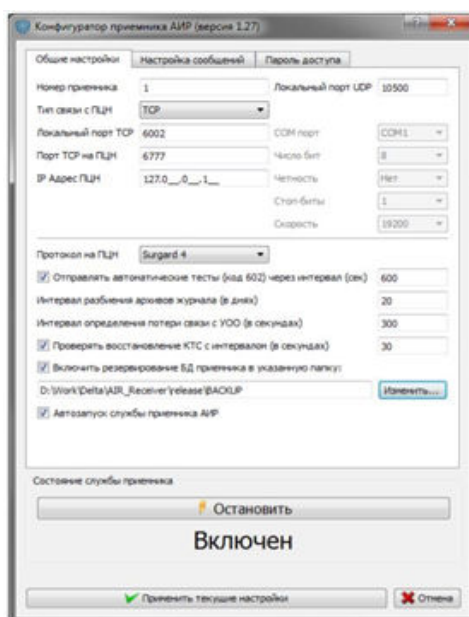 Конфигуратор приемника АИР (версия 1.27)
Общие настройки Настройка сообщений Пароль доступа
Номер приемника 1 Локальный порт UDP 10500
Тип связи с ПЦН TCP
Локальный порт TCP 6002 COM порт COM1
Порт TCP на ПЦН 6777 Число бит 8
IP Адрес ПЦН 127.0__.0__.1__ Четность Нет
Стоп-биты 1
Скорость 19200
Протокол на ПЦН Surgard 4
Отправлять автоматические тесты (код 602) через интервал (сек) 600
Интервал разбиения архивов журнала (в днях) 20
Интервал определения потери связи с УОО (в секундах) 300
Проверять восстановление КТС с интервалом (в секундах) 30
Включить резервирование БД приемника в указанную папку:
D:\Work\Delta\AIR_Receiver\release\BACKUP Изменить...
Автозапуск службы приемника АИР
Состояние службы приемника
Остановить
Включен
Применить текущие настройки Отмена